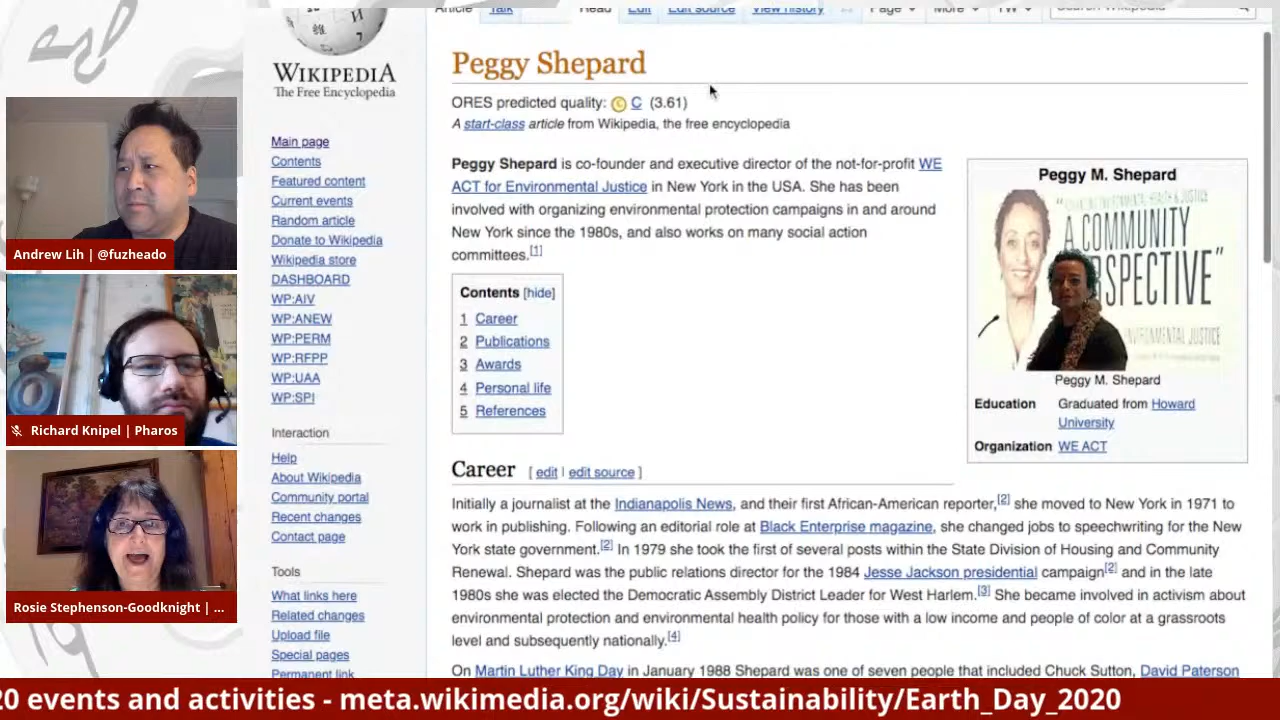 Article Talk Read Edit Edit source View history Page More TW Search Wikipedia
WIKIPEDIA
The Free Encyclopedia
Main page
Contents
Featured content
Current events
Random article
Donate to Wikipedia
Wikipedia store
DASHBOARD
WP:AIV
WP:ANEW
WP:PERM
WP:RFPP
WP:UAA
WP:SPI
Interaction
Help
About Wikipedia
Community portal
Recent changes
Contact page
Tools
What links here
Related changes
Upload file
Special pages
Permanent link
Peggy Shepard
ORES predicted quality: C C (3.61)
A start-class article from Wikipedia, the free encyclopedia
Peggy Shepard is co-founder and executive director of the not-for-profit WE
ACT for Environmental Justice in New York in the USA. She has been
involved with organizing environmental protection campaigns in and around
New York since the 1980s, and also works on many social action
committees.[1]
Contents [hide]
1 Career
2 Publications
3 Awards
4 Personal life
5 References
Peggy M. Shepard
A COMMUNITY
ENVIRONMENTAL JUSTICE
Peggy M. Shepard
Education Graduated from Howard
University
Organization WE ACT
Career [ edit | edit source ]
Initially a journalist at the Indianapolis News, and their first African-American reporter,[2] she moved to New York in 1971 to
work in publishing. Following an editorial role at Black Enterprise magazine, she changed jobs to speechwriting for the New
York state government.[2] In 1979 she took the first of several posts within the State Division of Housing and Community
Renewal. Shepard was the public relations director for the 1984 Jesse Jackson presidential campaign[2] and in the late
1980s she was elected the Democratic Assembly District Leader for West Harlem.[3] She became involved in activism about
environmental protection and environmental health policy for those with a low income and people of color at a grassroots
level and subsequently nationally.[4]
On Martin Luther King Day in January 1988 Shepard was one of seven people that included Chuck Sutton, David Paterson
Andrew Lih | @fuzheado
Richard Knipel | Pharos
Rosie Stephenson-Goodknight | ...
20 events and activities - meta.wikimedia.org/wiki/Sustainability/Earth_Day_2020